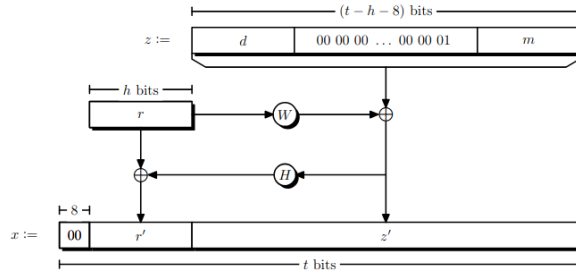 (t − h − 8) bits
z := d 00 00 00 … 00 00 01 m
h bits
r W ⊕
⊕ H
8
x := 00 r′ z′
t bits